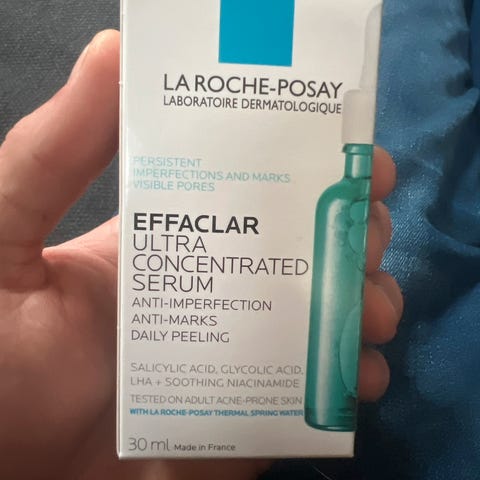 LA ROCHE-POSAY
LABORATOIRE DERMATOLOGIQUE
PERSISTENT
IMPERFECTIONS AND MARKS
VISIBLE PORES
EFFACLAR
ULTRA
CONCENTRATED
SERUM
ANTI-IMPERFECTION
ANTI-MARKS
DAILY PEELING
SALICYLIC ACID, GLYCOLIC ACID,
LHA + SOOTHING NIACINAMIDE
TESTED ON ADULT ACNE-PRONE SKIN
WITH LA ROCHE-POSAY THERMAL SPRING WATER
30 ml Made in France